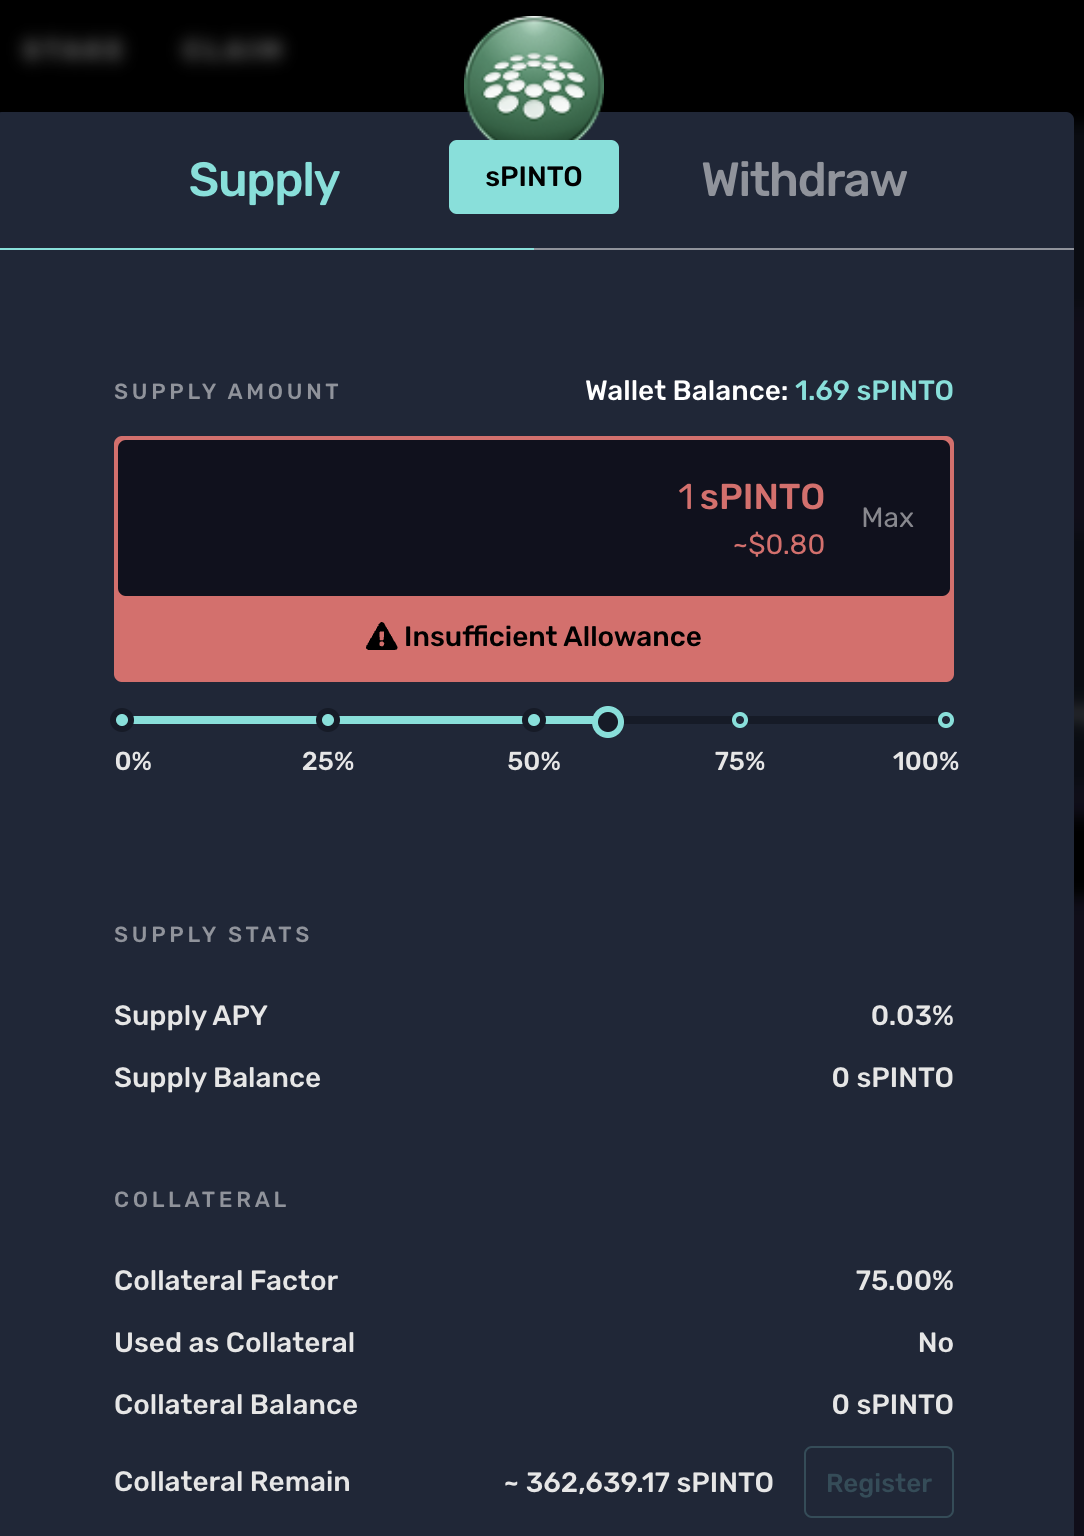 STAKE CLAIM
Supply
sPINTO
Withdraw
SUPPLY AMOUNT
Wallet Balance: 1.69 sPINTO
1 sPINTO
~$0.80
Max
Insufficient Allowance
0% 25% 50% 75% 100%
SUPPLY STATS
Supply APY 0.03%
Supply Balance 0 sPINTO
COLLATERAL
Collateral Factor 75.00%
Used as Collateral No
Collateral Balance 0 sPINTO
Collateral Remain ~ 362,639.17 sPINTO Register